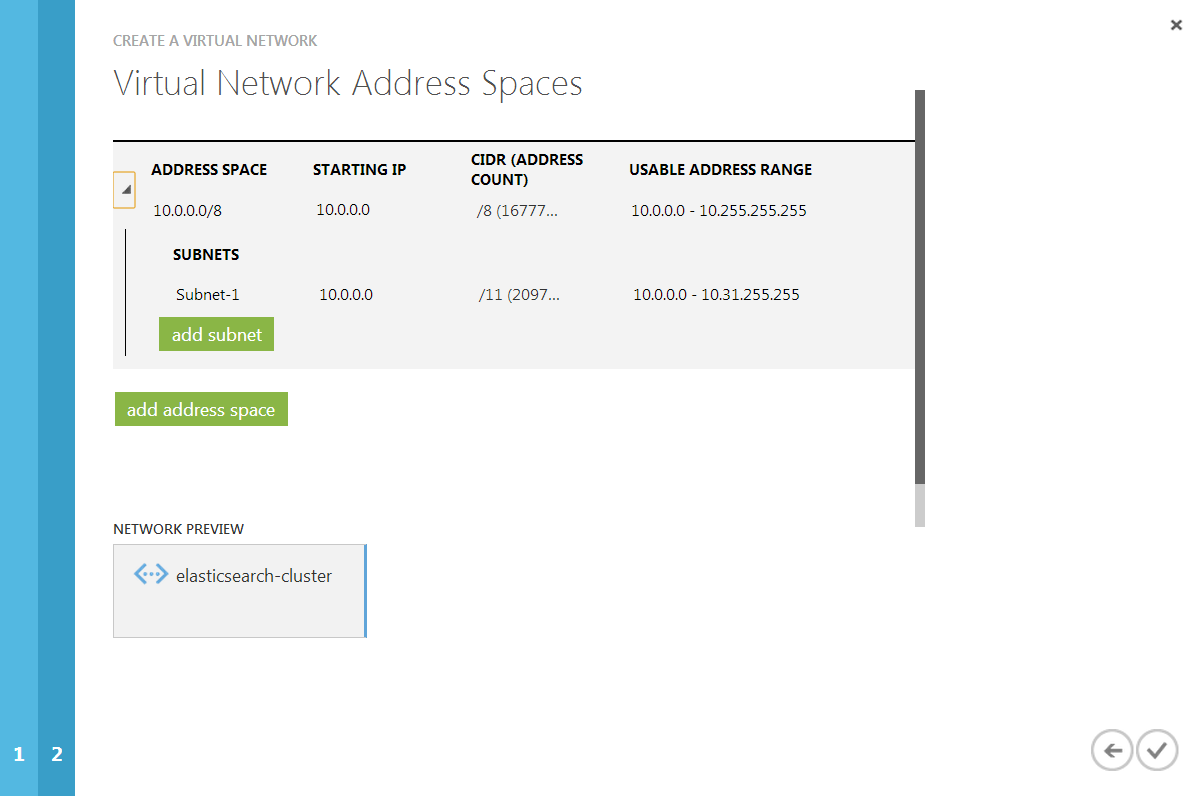 CREATE A VIRTUAL NETWORK
Virtual Network Address Spaces
ADDRESS SPACE STARTING IP CIDR (ADDRESS COUNT) USABLE ADDRESS RANGE
10.0.0.0/8 10.0.0.0 /8 (16777... 10.0.0.0 - 10.255.255.255
SUBNETS
Subnet-1 10.0.0.0 /11 (2097... 10.0.0.0 - 10.31.255.255
add subnet
add address space
NETWORK PREVIEW
elasticsearch-cluster
1 2